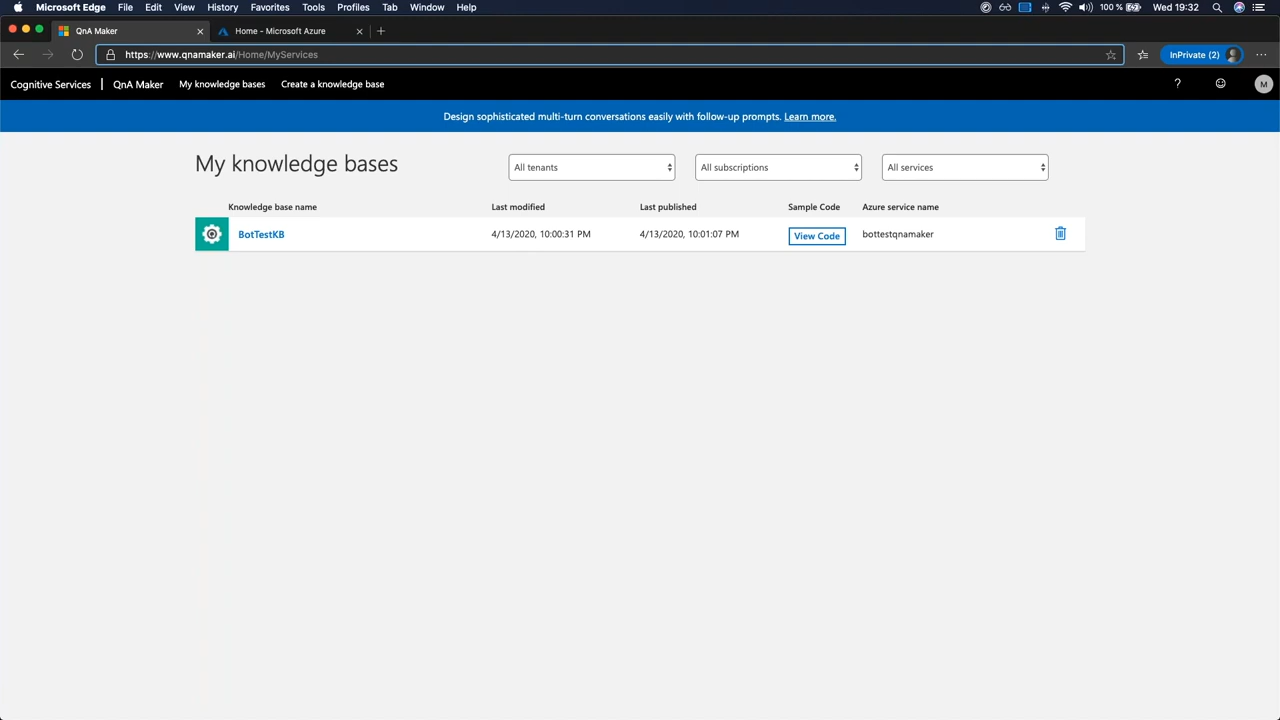 Microsoft Edge File Edit View History Favorites Tools Profiles Tab Window Help 100 % Wed 19:32
QnA Maker Home - Microsoft Azure
https://www.qnamaker.ai/Home/MyServices InPrivate (2)
Cognitive Services QnA Maker My knowledge bases Create a knowledge base ? M
Design sophisticated multi-turn conversations easily with follow-up prompts. Learn more.
My knowledge bases All tenants All subscriptions All services
Knowledge base name Last modified Last published Sample Code Azure service name
BotTestKB 4/13/2020, 10:00:31 PM 4/13/2020, 10:01:07 PM View Code bottestqnamaker